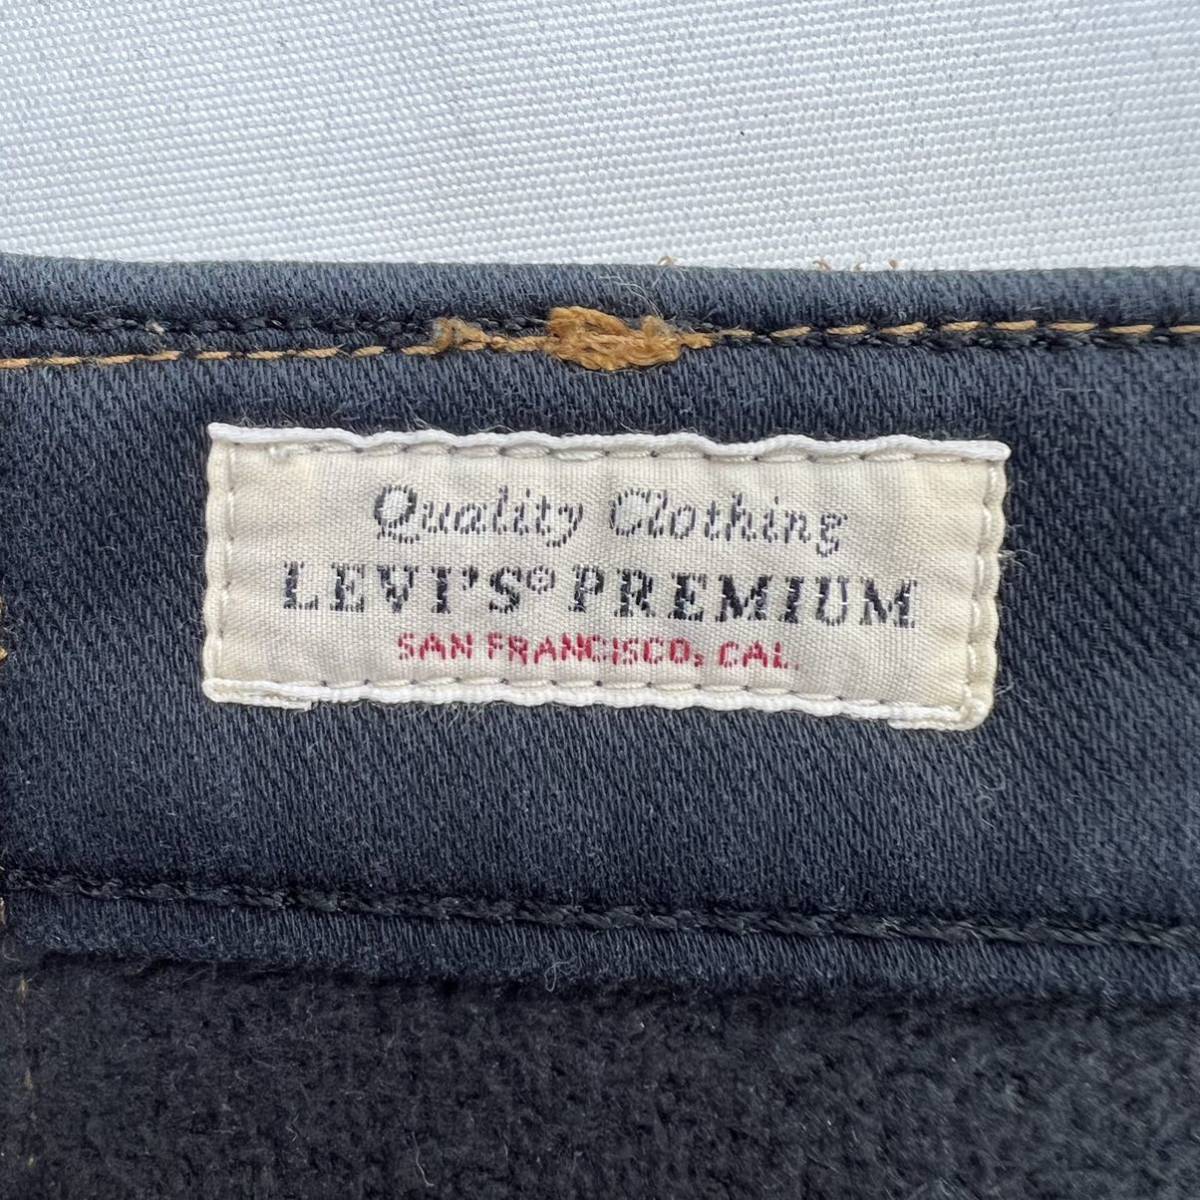 Quality Clothing
LEVI'S® PREMIUM
SAN FRANCISCO, CAL.